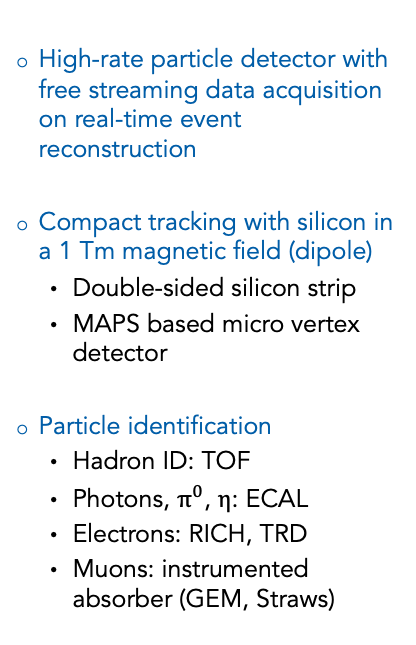 ○ High-rate particle detector with
free streaming data acquisition
on real-time event
reconstruction
○ Compact tracking with silicon in
a 1 Tm magnetic field (dipole)
• Double-sided silicon strip
• MAPS based micro vertex
detector
○ Particle identification
• Hadron ID: TOF
• Photons, π⁰, η: ECAL
• Electrons: RICH, TRD
• Muons: instrumented
absorber (GEM, Straws)